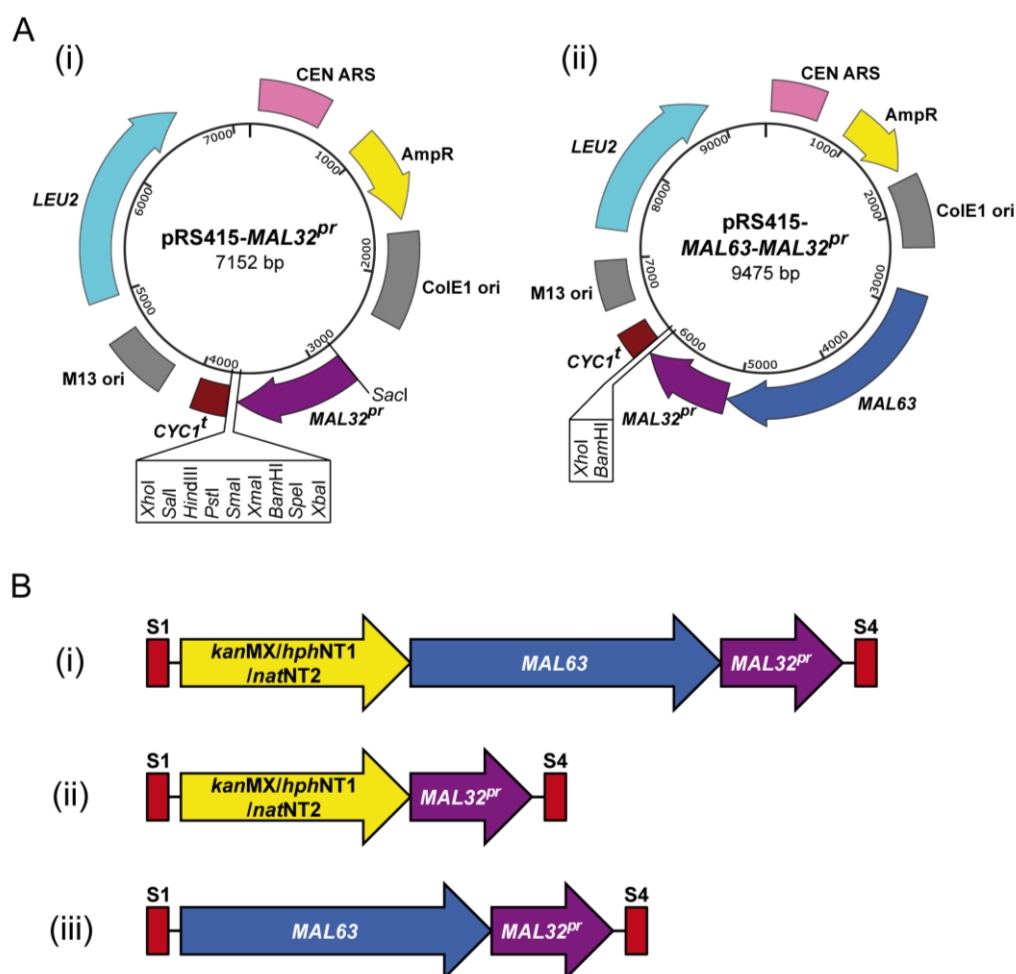 A
(i)
CEN ARS
AmpR
ColE1 ori
SacI
MAL32pr
CYC1t
M13 ori
LEU2
1000
2000
3000
4000
5000
6000
7000
pRS415-MAL32pr
7152 bp
XhoI
SalI
HindIII
PstI
SmaI
XmaI
BamHI
SpeI
XbaI
(ii)
CEN ARS
AmpR
ColE1 ori
MAL63
MAL32pr
CYC1t
M13 ori
LEU2
1000
2000
3000
4000
5000
6000
7000
8000
9000
pRS415-
MAL63-MAL32pr
9475 bp
XhoI
BamHI
B
(i)
S1
kanMX/hphNT1
/natNT2
MAL63
MAL32pr
S4
(ii)
S1
kanMX/hphNT1
/natNT2
MAL32pr
S4
(iii)
S1
MAL63
MAL32pr
S4